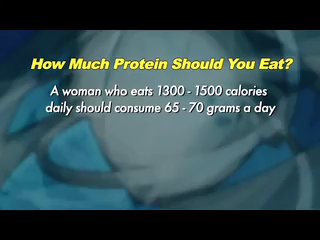 How Much Protein Should You Eat?
A woman who eats 1300 - 1500 calories
daily should consume 65 - 70 grams a day